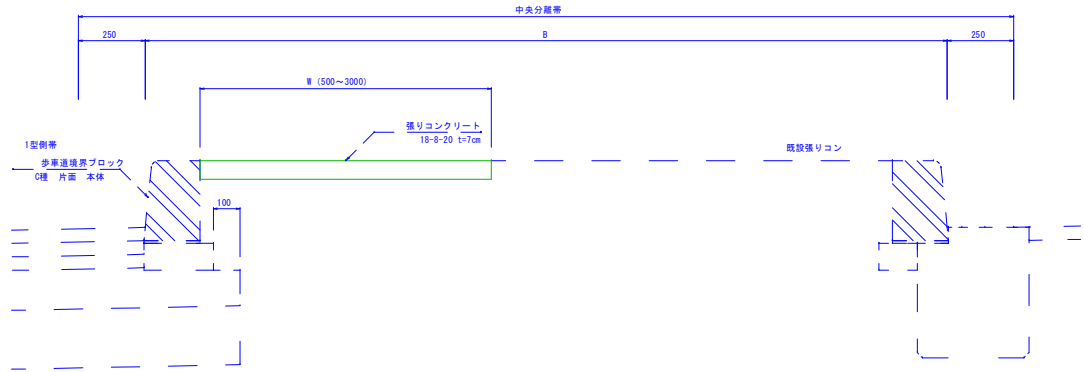 中央分離帯
250
B
250
W (500～3000)
張りコンクリート
18-8-20 t=7cm
1型側帯
歩車道境界ブロック
C種 片面 本体
既設張りコン
100